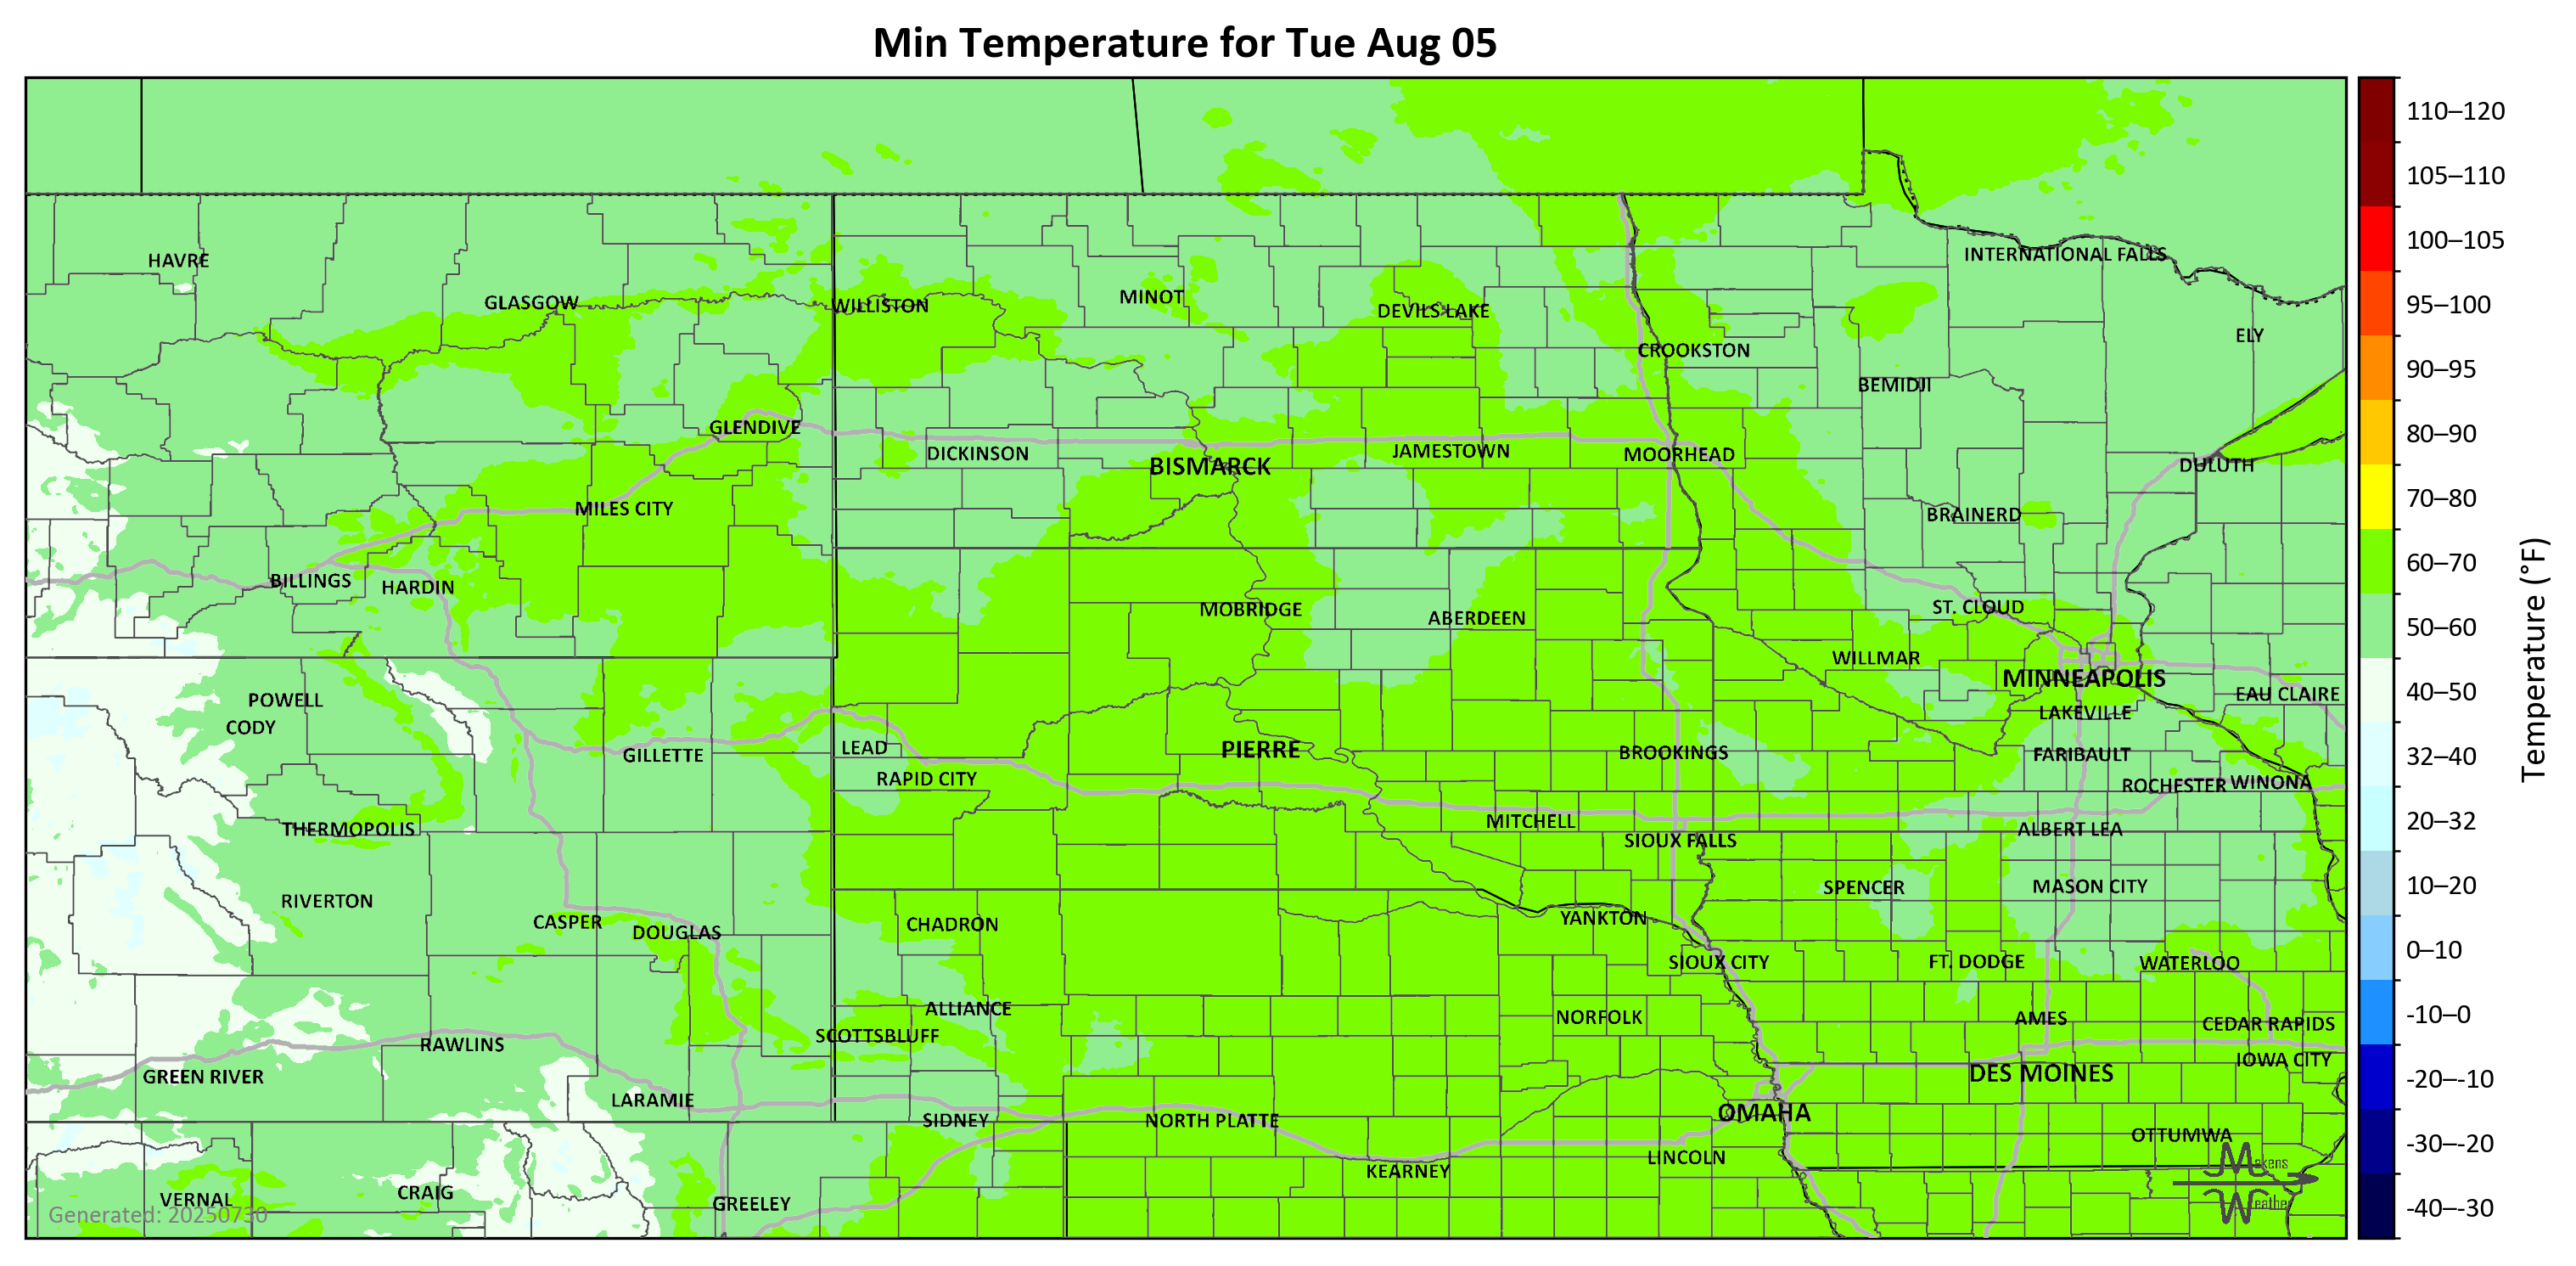 Min Temperature for Tue Aug 05
HAVRE
GLASGOW
WILLISTON
MINOT
DEVILS LAKE
INTERNATIONAL FALLS
ELY
CROOKSTON
BEMIDJI
GLENDIVE
DICKINSON
BISMARCK
JAMESTOWN
MOORHEAD
DULUTH
MILES CITY
BRAINERD
BILLINGS
HARDIN
MOBRIDGE
ABERDEEN
ST. CLOUD
WILLMAR
MINNEAPOLIS
EAU CLAIRE
POWELL
CODY
LAKEVILLE
GILLETTE
LEAD
RAPID CITY
PIERRE
BROOKINGS
FARIBAULT
ROCHESTER
WINONA
THERMOPOLIS
MITCHELL
SIOUX FALLS
ALBERT LEA
RIVERTON
SPENCER
MASON CITY
CASPER
DOUGLAS
CHADRON
YANKTON
SIOUX CITY
FT. DODGE
WATERLOO
ALLIANCE
NORFOLK
AMES
CEDAR RAPIDS
SCOTTSBLUFF
RAWLINS
IOWA CITY
GREEN RIVER
DES MOINES
LARAMIE
SIDNEY
NORTH PLATTE
OMAHA
OTTUMWA
KEARNEY
LINCOLN
VERNAL
CRAIG
GREELEY
Generated: 20250730
Makens
Weather
110–120
105–110
100–105
95–100
90–95
80–90
70–80
60–70
50–60
40–50
32–40
20–32
10–20
0–10
-10–0
-20–-10
-30–-20
-40–-30
Temperature (°F)